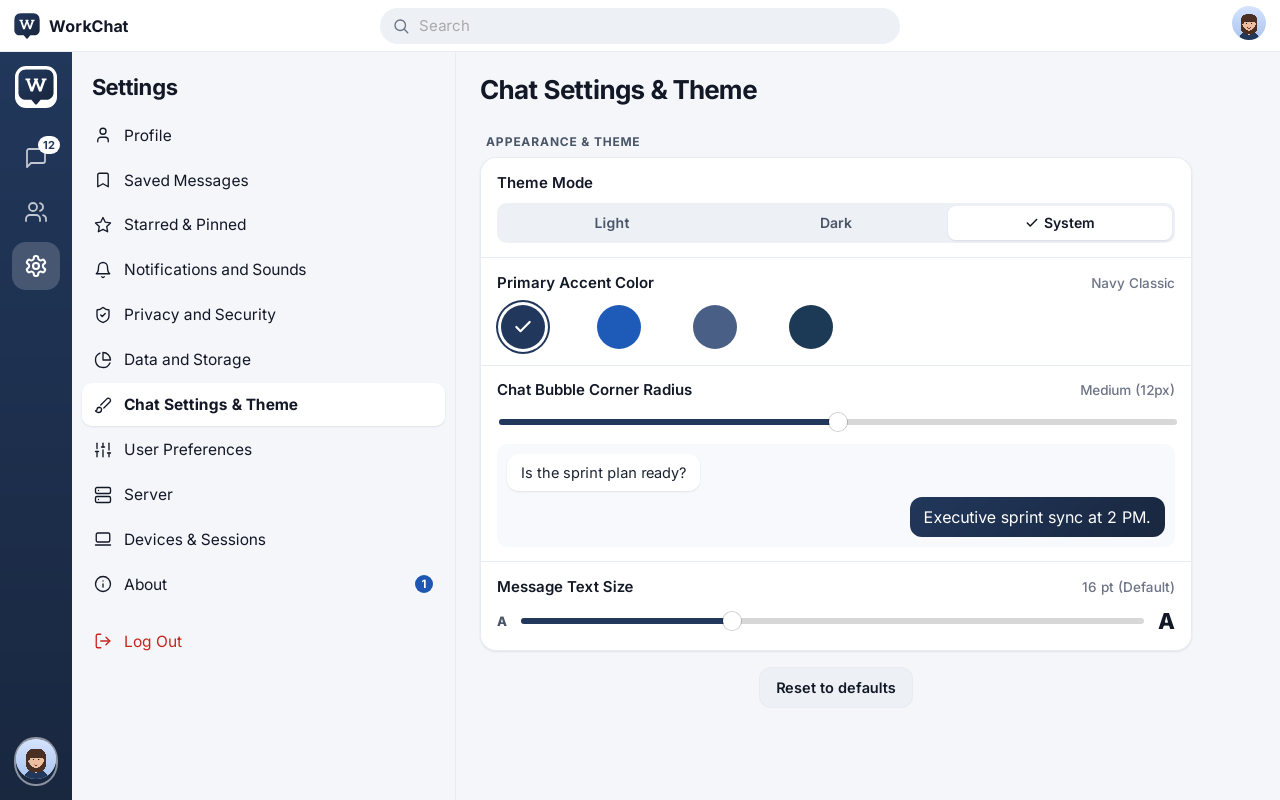 WorkChat
Search
W
12
Settings
Profile
Saved Messages
Starred & Pinned
Notifications and Sounds
Privacy and Security
Data and Storage
Chat Settings & Theme
User Preferences
Server
Devices & Sessions
About 1
Log Out
Chat Settings & Theme
APPEARANCE & THEME
Theme Mode
Light Dark System
Primary Accent Color Navy Classic
Chat Bubble Corner Radius Medium (12px)
Is the sprint plan ready?
Executive sprint sync at 2 PM.
Message Text Size 16 pt (Default)
A A
Reset to defaults